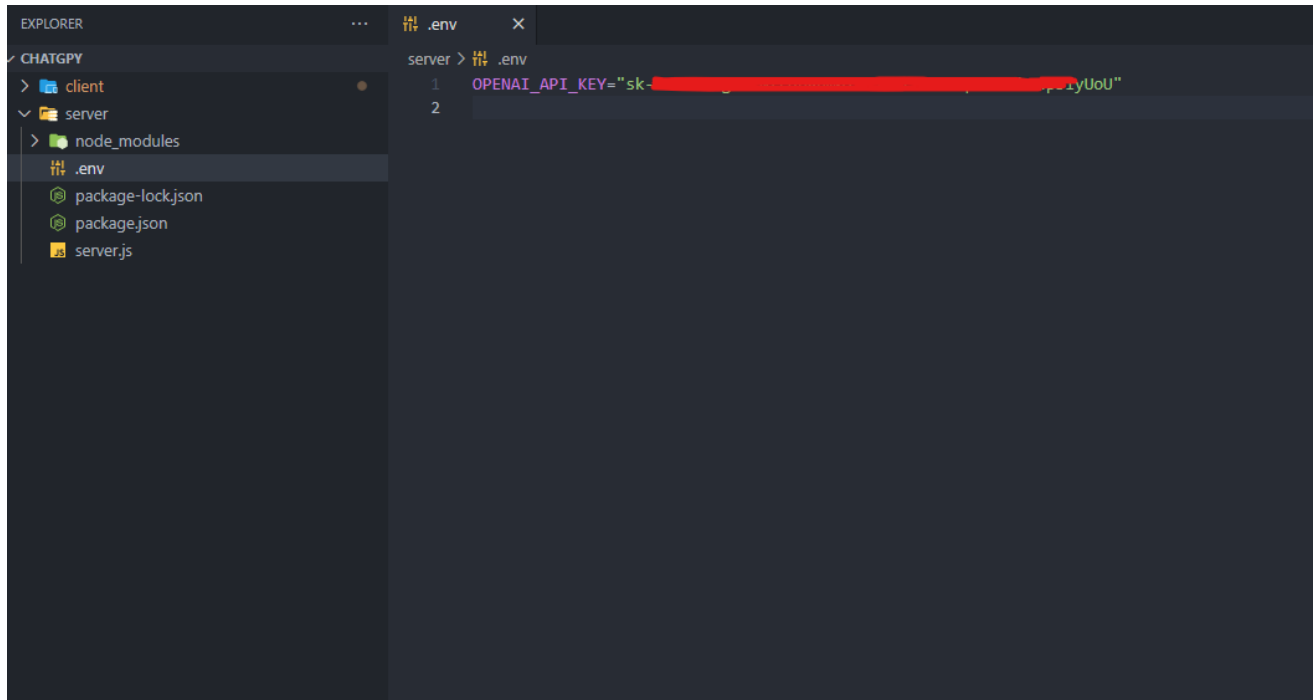 EXPLORER ...
.env
CHATGPY
client
server
node_modules
.env
package-lock.json
package.json
server.js
server > .env
1 OPENAI_API_KEY="sk- yUoU"
2